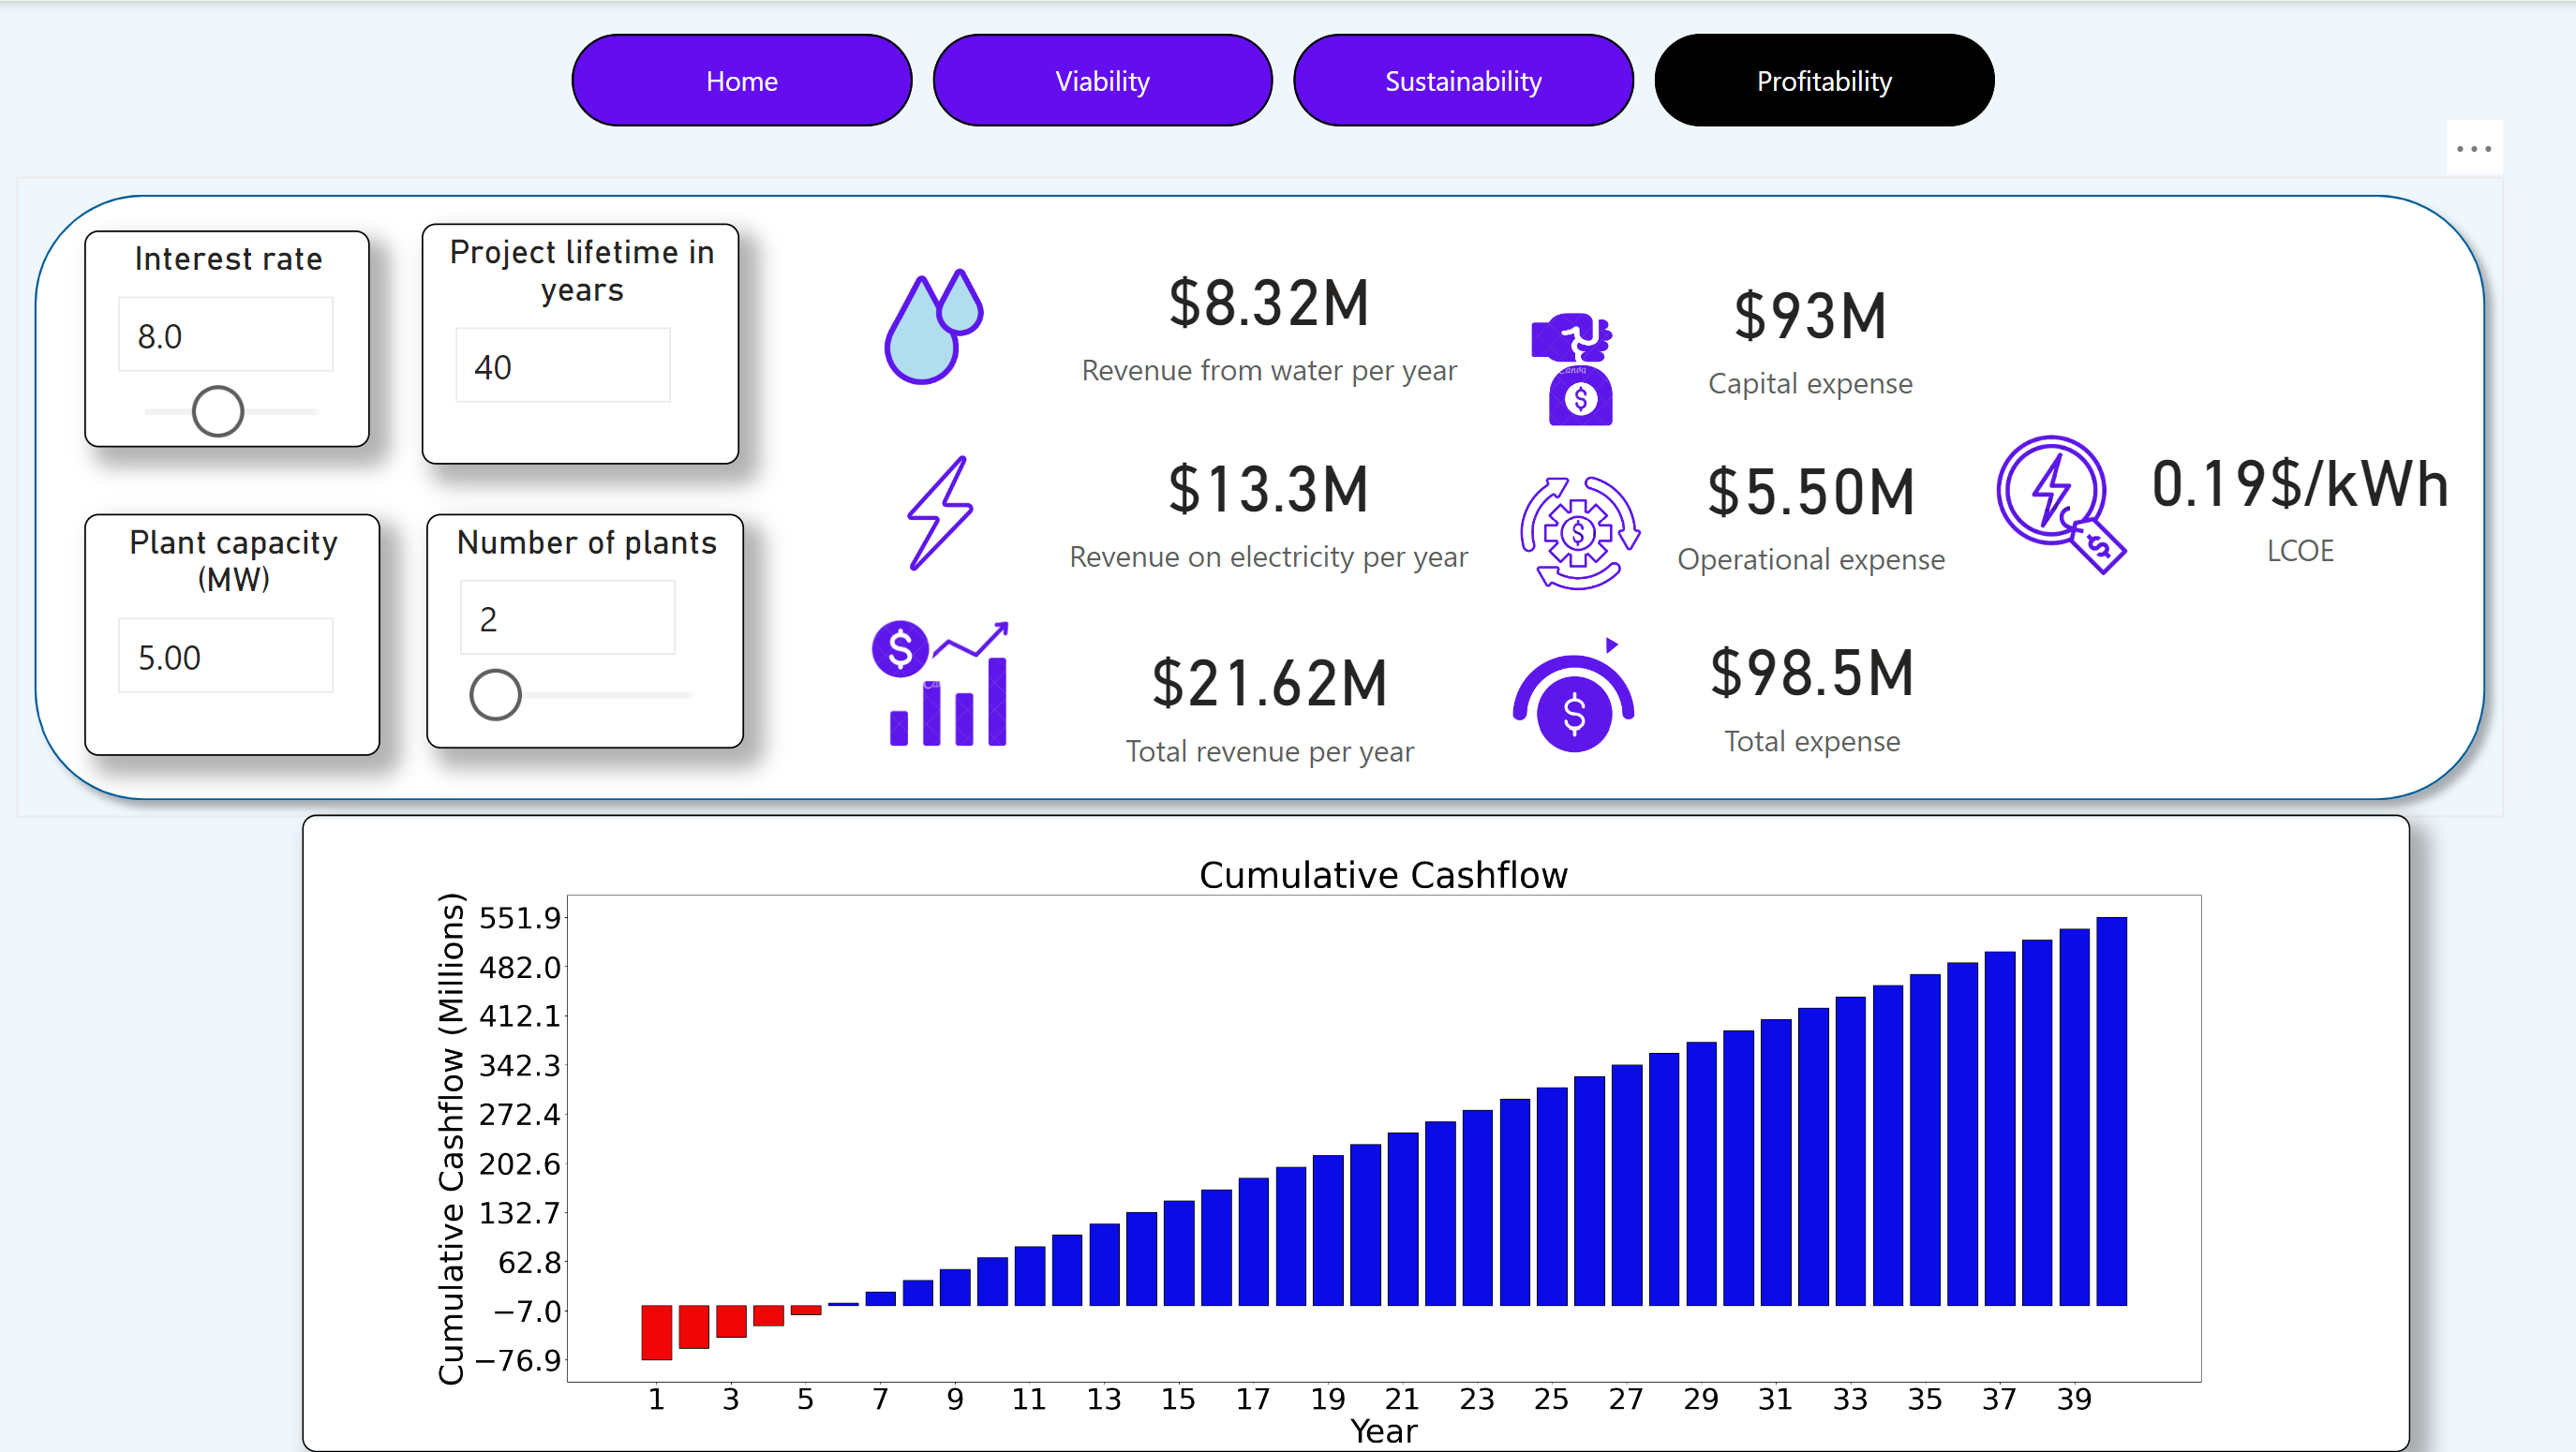 Home
Viability
Sustainability
Profitability
Interest rate
8.0
Project lifetime in
years
40
Plant capacity
(MW)
5.00
Number of plants
2
$8.32M
Revenue from water per year
$13.3M
Revenue on electricity per year
$21.62M
Total revenue per year
$93M
Capital expense
$5.50M
Operational expense
$98.5M
Total expense
0.19$/kWh
LCOE
Cumulative Cashflow
Cumulative Cashflow (Millions)
551.9
482.0
412.1
342.3
272.4
202.6
132.7
62.8
−7.0
−76.9
1 3 5 7 9 11 13 15 17 19 21 23 25 27 29 31 33 35 37 39
Year